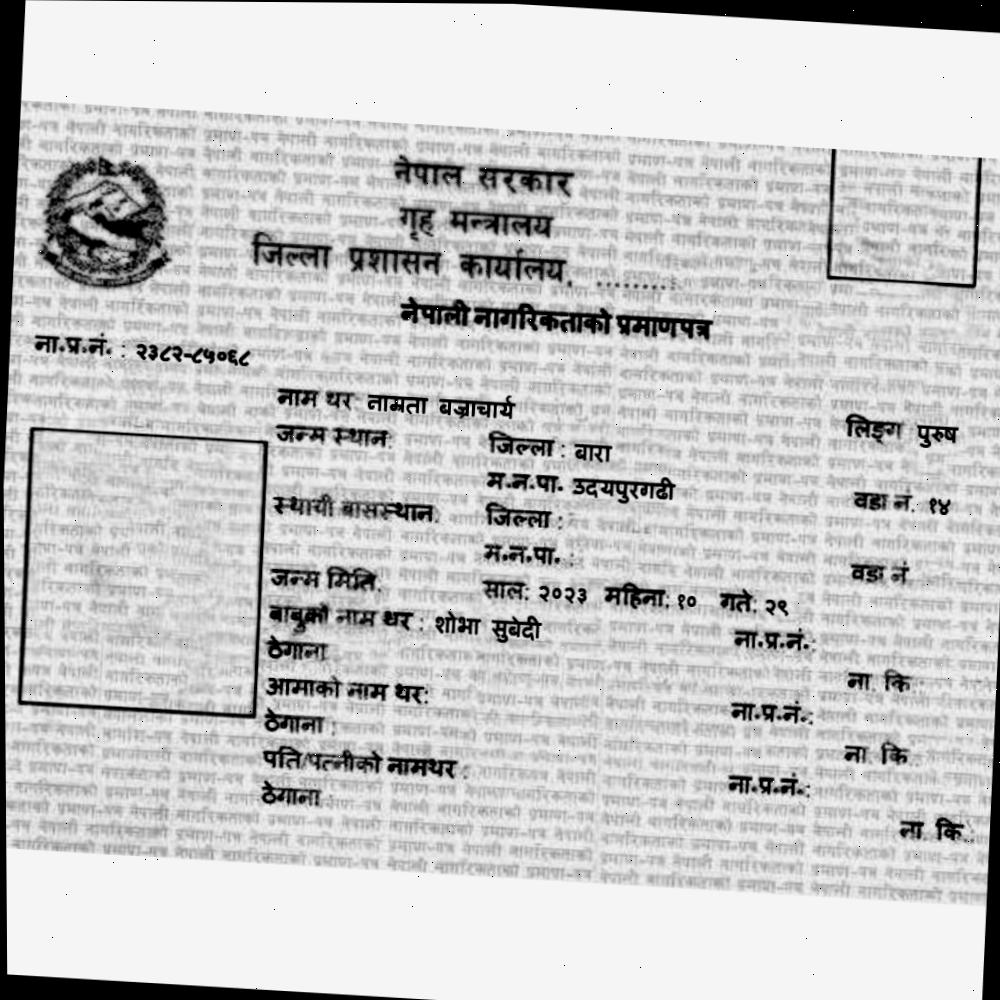 नेपाल सरकार
गृह मन्त्रालय
जिल्ला प्रशासन कार्यालय, .........
नेपाली नागरिकताको प्रमाणपत्र
ना.प्र.नं. : २३८२-८५०६८
नाम थर नाम्रता बज्राचार्य लिङ्ग पुरुष
जन्म स्थान: जिल्ला : बारा
म.न.पा. उदयपुरगढी वडा नं. १४
स्थायी बासस्थान: जिल्ला :
म.न.पा. : वडा नं
जन्म मिति: साल: २०२३ महिना: १० गते: २९
बाबुको नाम थर : शोभा सुबेदी ना.प्र.नं.:
ठेगाना ना. कि.:
आमाको नाम थर: ना.प्र.नं.:
ठेगाना : ना. कि.:
पति/पत्नीको नामथर : ना.प्र.नं.:
ठेगाना : ना. कि.: